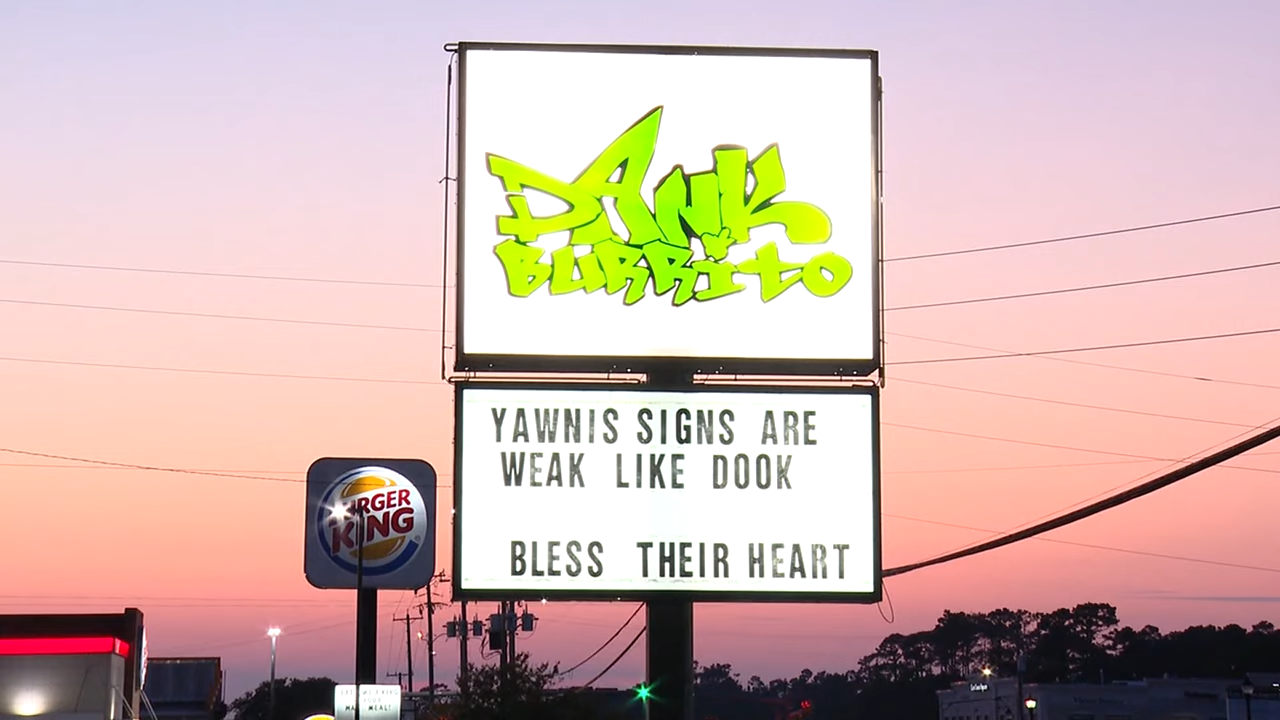 DANK
BURRITO
YAWNIS SIGNS ARE
WEAK LIKE DOOK
BLESS THEIR HEART
BURGER
KING